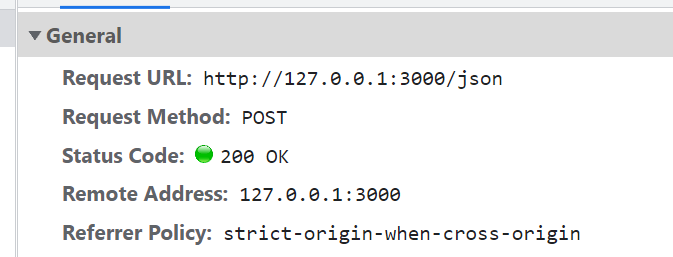 General
Request URL: http://127.0.0.1:3000/json
Request Method: POST
Status Code: 200 OK
Remote Address: 127.0.0.1:3000
Referrer Policy: strict-origin-when-cross-origin